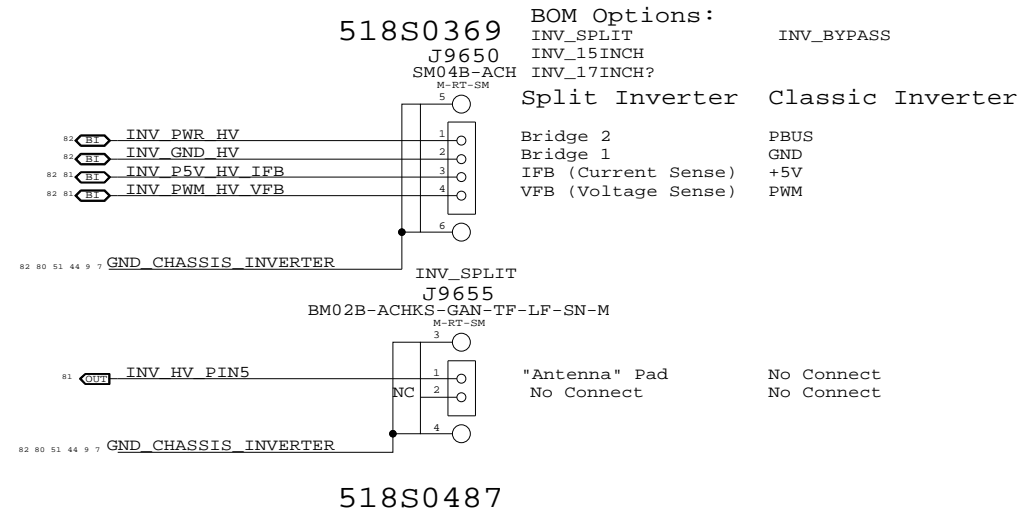 518S0369
J9650
SM04B-ACH
M-RT-SM
BOM Options:
INV_SPLIT INV_BYPASS
INV_15INCH
INV_17INCH?
Split Inverter Classic Inverter
5
82 BI INV_PWR_HV 1 Bridge 2 PBUS
82 BI INV_GND_HV 2 Bridge 1 GND
82 81 BI INV_P5V_HV_IFB 3 IFB (Current Sense) +5V
82 81 BI INV_PWM_HV_VFB 4 VFB (Voltage Sense) PWM
6
82 80 51 44 9 7 GND_CHASSIS_INVERTER
INV_SPLIT
J9655
BM02B-ACHKS-GAN-TF-LF-SN-M
M-RT-SM
3
81 OUT INV_HV_PIN5 1 "Antenna" Pad No Connect
NC 2 No Connect No Connect
4
82 80 51 44 9 7 GND_CHASSIS_INVERTER
518S0487